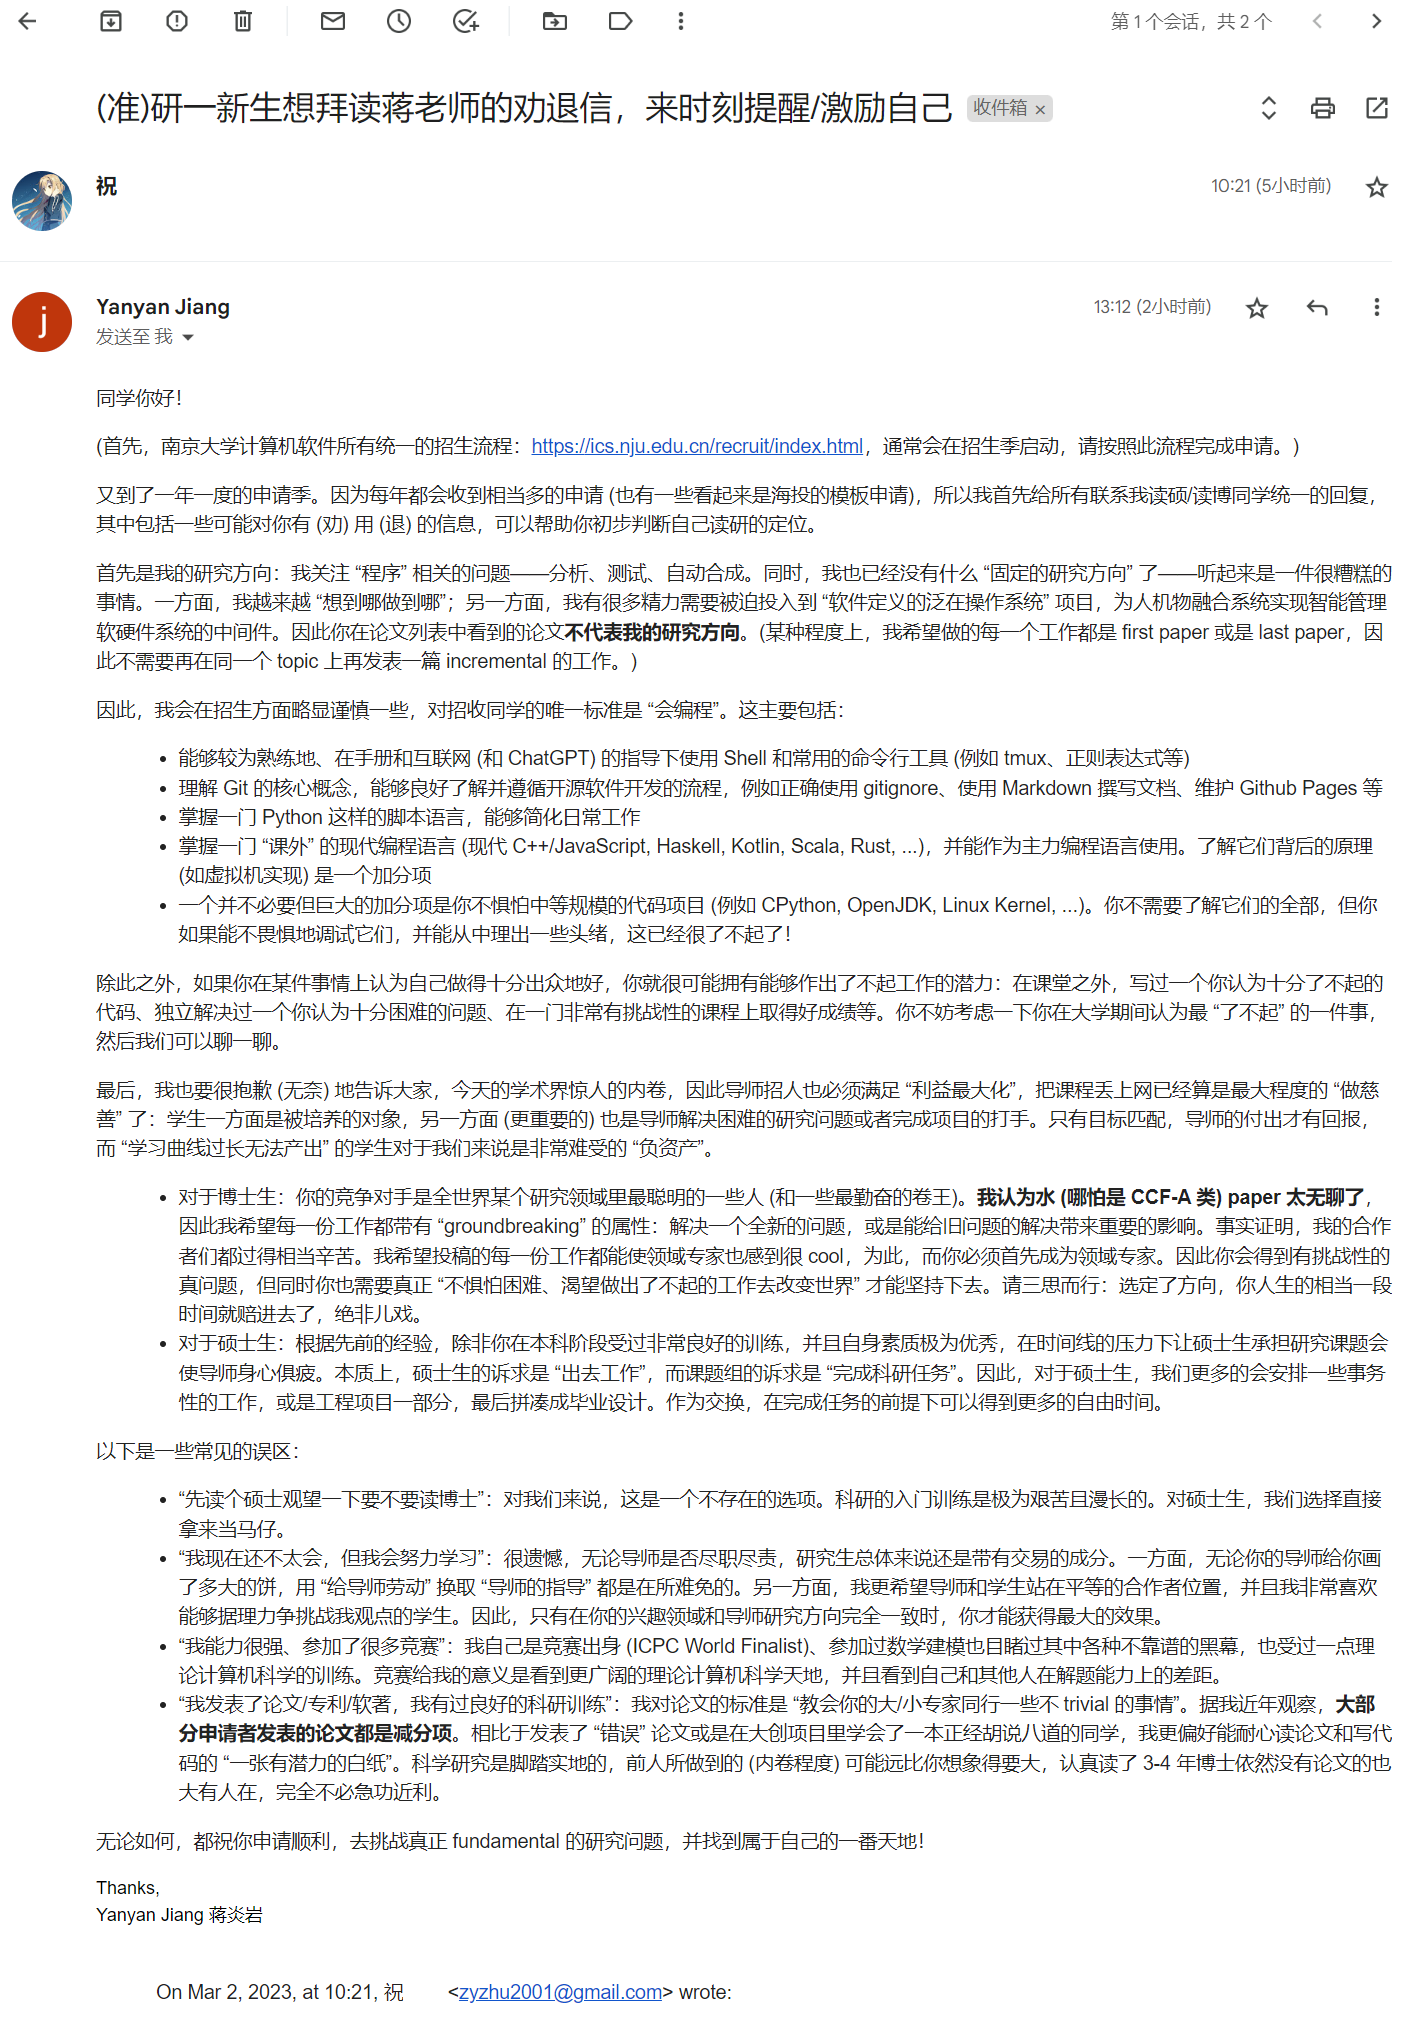 第 1 个会话，共 2 个
(准)研一新生想拜读蒋老师的劝退信，来时刻提醒/激励自己 收件箱 ×
祝
10:21 (5小时前)
j
Yanyan Jiang
13:12 (2小时前)
发送至 我
同学你好！
(首先，南京大学计算机软件所有统一的招生流程：https://ics.nju.edu.cn/recruit/index.html，通常会在招生季启动，请按照此流程完成申请。)
又到了一年一度的申请季。因为每年都会收到相当多的申请 (也有一些看起来是海投的模板申请)，所以我首先给所有联系我读硕/读博同学统一的回复，
其中包括一些可能对你有 (劝) 用 (退) 的信息，可以帮助你初步判断自己读研的定位。
首先是我的研究方向：我关注 “程序” 相关的问题——分析、测试、自动合成。同时，我也已经没有什么 “固定的研究方向” 了——听起来是一件很糟糕的
事情。一方面，我越来越 “想到哪做到哪”；另一方面，我有很多精力需要被迫投入到 “软件定义的泛在操作系统” 项目，为人机物融合系统实现智能管理
软硬件系统的中间件。因此你在论文列表中看到的论文不代表我的研究方向。(某种程度上，我希望做的每一个工作都是 first paper 或是 last paper，因
此不需要再在同一个 topic 上再发表一篇 incremental 的工作。)
因此，我会在招生方面略显谨慎一些，对招收同学的唯一标准是 “会编程”。这主要包括：
• 能够较为熟练地、在手册和互联网 (和 ChatGPT) 的指导下使用 Shell 和常用的命令行工具 (例如 tmux、正则表达式等)
• 理解 Git 的核心概念，能够良好了解并遵循开源软件开发的流程，例如正确使用 gitignore、使用 Markdown 撰写文档、维护 Github Pages 等
• 掌握一门 Python 这样的脚本语言，能够简化日常工作
• 掌握一门 “课外” 的现代编程语言 (现代 C++/JavaScript, Haskell, Kotlin, Scala, Rust, ...)，并能作为主力编程语言使用。了解它们背后的原理
(如虚拟机实现) 是一个加分项
• 一个并不必要但巨大的加分项是你不惧怕中等规模的代码项目 (例如 CPython, OpenJDK, Linux Kernel, ...)。你不需要了解它们的全部，但你
如果能不畏惧地调试它们，并能从中理出一些头绪，这已经很了不起了！
除此之外，如果你在某件事情上认为自己做得十分出众地好，你就很可能拥有能够作出了不起工作的潜力：在课堂之外，写过一个你认为十分了不起的
代码、独立解决过一个你认为十分困难的问题、在一门非常有挑战性的课程上取得好成绩等。你不妨考虑一下你在大学期间认为最 “了不起” 的一件事，
然后我们可以聊一聊。
最后，我也要很抱歉 (无奈) 地告诉大家，今天的学术界惊人的内卷，因此导师招人也必须满足 “利益最大化”，把课程丢上网已经算是最大程度的 “做慈
善” 了：学生一方面是被培养的对象，另一方面 (更重要的) 也是导师解决困难的研究问题或者完成项目的打手。只有目标匹配，导师的付出才有回报，
而 “学习曲线过长无法产出” 的学生对于我们来说是非常难受的 “负资产”。
• 对于博士生：你的竞争对手是全世界某个研究领域里最聪明的一些人 (和一些最勤奋的卷王)。我认为水 (哪怕是 CCF-A 类) paper 太无聊了，
因此我希望每一份工作都带有 “groundbreaking” 的属性：解决一个全新的问题，或是能给旧问题的解决带来重要的影响。事实证明，我的合作
者们都过得相当辛苦。我希望投稿的每一份工作都能使领域专家也感到很 cool，为此，而你必须首先成为领域专家。因此你会得到有挑战性的
真问题，但同时你也需要真正 “不惧怕困难、渴望做出了不起的工作去改变世界” 才能坚持下去。请三思而行：选定了方向，你人生的相当一段
时间就赔进去了，绝非儿戏。
• 对于硕士生：根据先前的经验，除非你在本科阶段受过非常良好的训练，并且自身素质极为优秀，在时间线的压力下让硕士生承担研究课题会
使导师身心俱疲。本质上，硕士生的诉求是 “出去工作”，而课题组的诉求是 “完成科研任务”。因此，对于硕士生，我们更多的会安排一些事务
性的工作，或是工程项目一部分，最后拼凑成毕业设计。作为交换，在完成任务的前提下可以得到更多的自由时间。
以下是一些常见的误区：
• “先读个硕士观望一下要不要读博士”：对我们来说，这是一个不存在的选项。科研的入门训练是极为艰苦且漫长的。对硕士生，我们选择直接
拿来当马仔。
• “我现在还不太会，但我会努力学习”：很遗憾，无论导师是否尽职尽责，研究生总体来说还是带有交易的成分。一方面，无论你的导师给你画
了多大的饼，用 “给导师劳动” 换取 “导师的指导” 都是在所难免的。另一方面，我更希望导师和学生站在平等的合作者位置，并且我非常喜欢
能够据理力争挑战我观点的学生。因此，只有在你的兴趣领域和导师研究方向完全一致时，你才能获得最大的效果。
• “我能力很强、参加了很多竞赛”：我自己是竞赛出身 (ICPC World Finalist)、参加过数学建模也目睹过其中各种不靠谱的黑幕，也受过一点理
论计算机科学的训练。竞赛给我的意义是看到更广阔的理论计算机科学天地，并且看到自己和其他人在解题能力上的差距。
• “我发表了论文/专利/软著，我有过良好的科研训练”：我对论文的标准是 “教会你的大/小专家同行一些不 trivial 的事情”。据我近年观察，大部
分申请者发表的论文都是减分项。相比于发表了 “错误” 论文或是在大创项目里学会了一本正经胡说八道的同学，我更偏好能耐心读论文和写代
码的 “一张有潜力的白纸”。科学研究是脚踏实地的，前人所做到的 (内卷程度) 可能远比你想象得要大，认真读了 3-4 年博士依然没有论文的也
大有人在，完全不必急功近利。
无论如何，都祝你申请顺利，去挑战真正 fundamental 的研究问题，并找到属于自己的一番天地！
Thanks,
Yanyan Jiang 蒋炎岩
On Mar 2, 2023, at 10:21, 祝 <zyzhu2001@gmail.com> wrote: